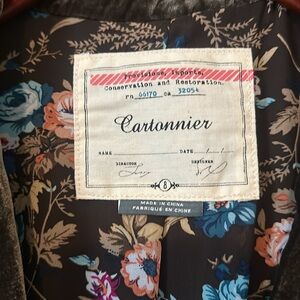 Provisions, Imports,
Conservation and Restoration.
rn 66170 ca 32054
Cartonnier
NAME DATE
DIRECTOR DESIGNER
8
MADE IN CHINA
FABRIQUÉ EN CHINE